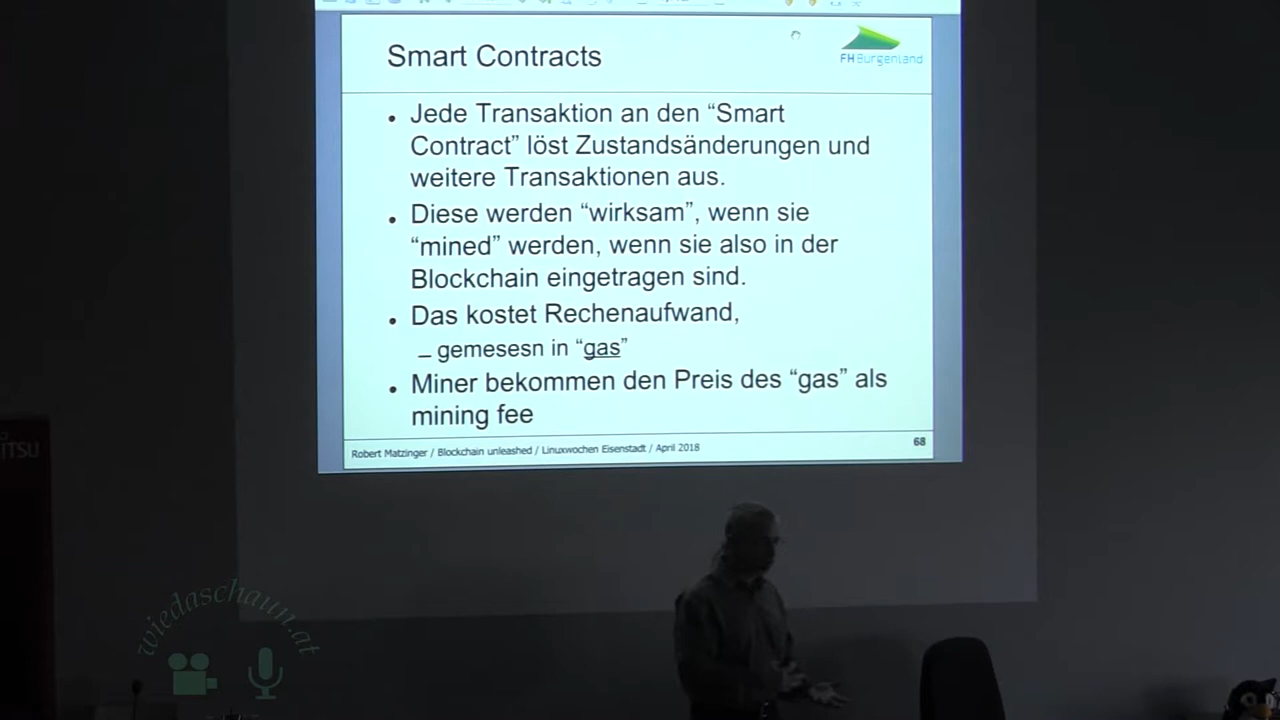 Smart Contracts
FHBurgenland
• Jede Transaktion an den “Smart
Contract” löst Zustandsänderungen und
weitere Transaktionen aus.
• Diese werden “wirksam”, wenn sie
“mined” werden, wenn sie also in der
Blockchain eingetragen sind.
• Das kostet Rechenaufwand,
– gemesesn in “gas”
• Miner bekommen den Preis des “gas” als
mining fee
Robert Matzinger / Blockchain unleashed / Linuxwochen Eisenstadt / April 2018
68
ITSU
wiedaschaun.at